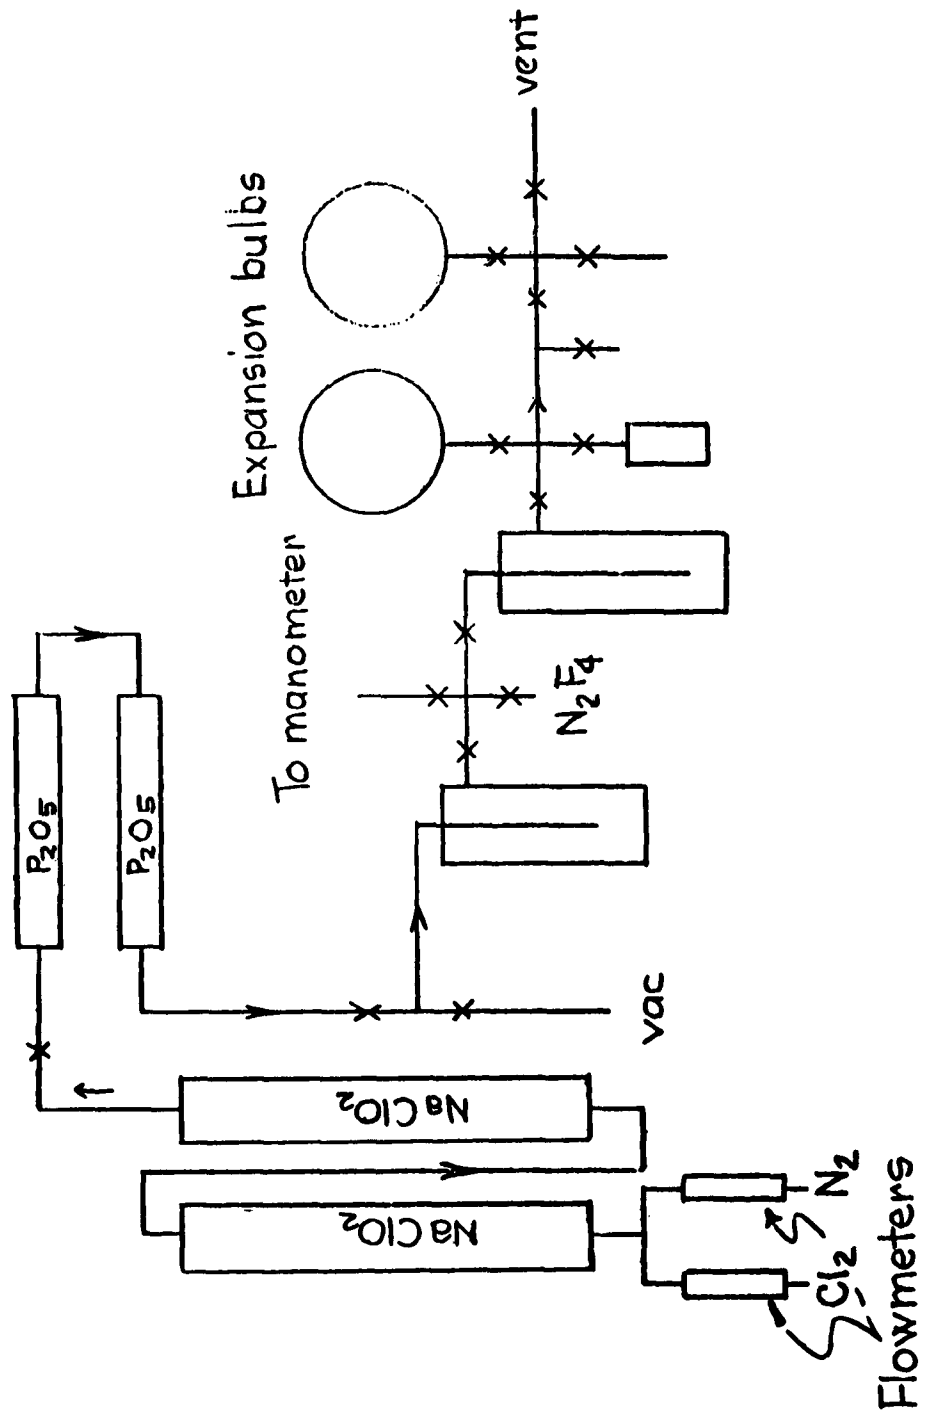 vent
Expansion bulbs
To manometer
N₂F₄
P₂O₅
P₂O₅
vac
NaClO₂
NaClO₂
N₂
Cl₂
Flowmeters